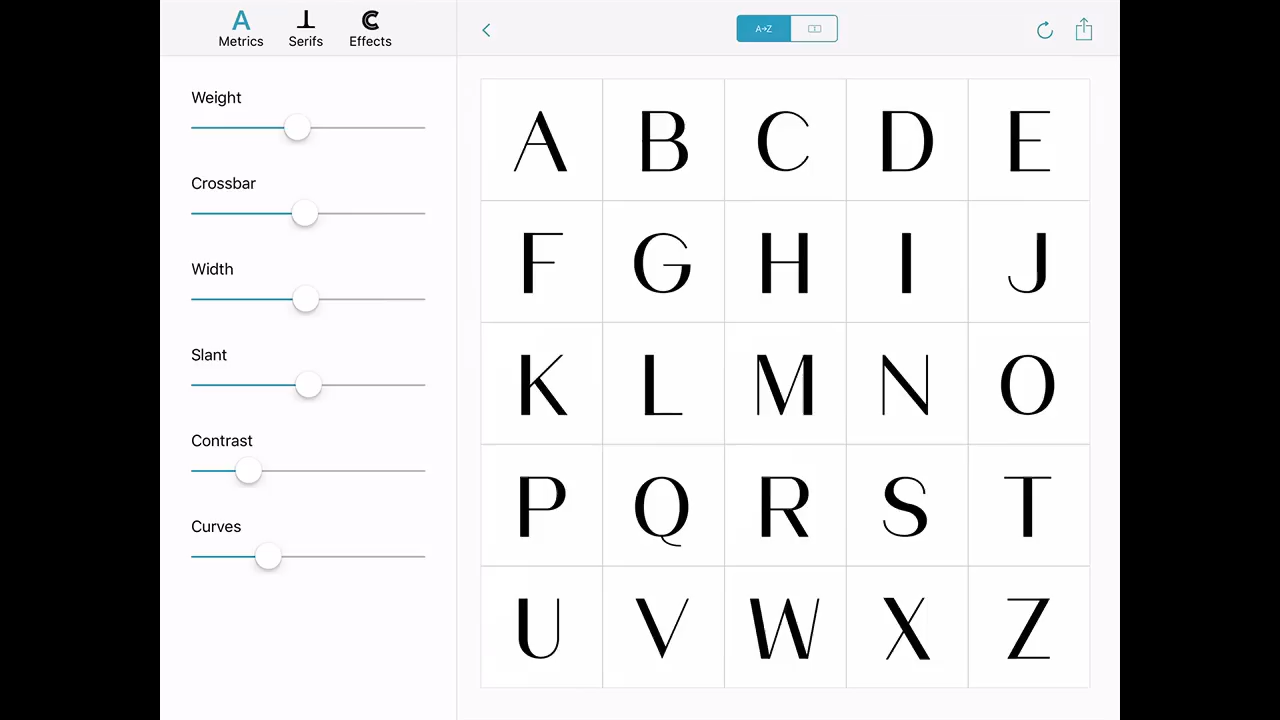 Metrics Serifs Effects
A→Z
Weight
Crossbar
Width
Slant
Contrast
Curves
A B C D E
F G H I J
K L M N O
P Q R S T
U V W X Z